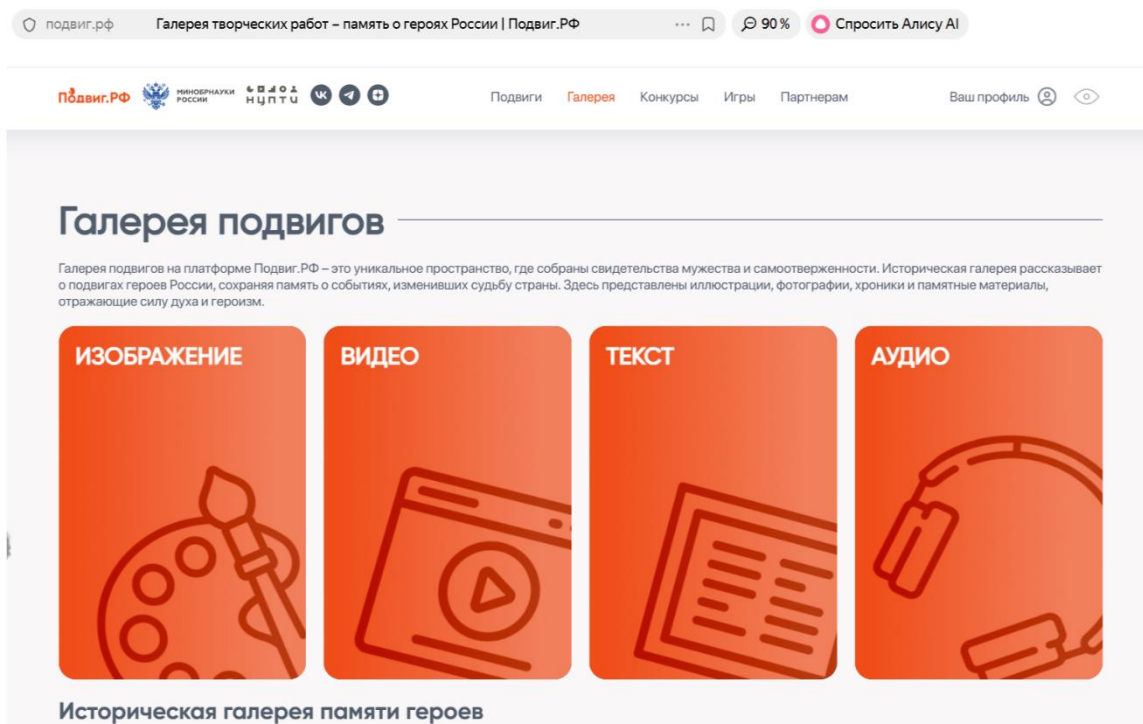 подвиг.рф Галерея творческих работ – память о героях России | Подвиг.РФ ... 90 % Спросить Алису AI
Подвиг.РФ МИНОБРНАУКИ РОССИИ НЦПТИ Подвиги Галерея Конкурсы Игры Партнерам Ваш профиль
Галерея подвигов
Галерея подвигов на платформе Подвиг.РФ – это уникальное пространство, где собраны свидетельства мужества и самоотверженности. Историческая галерея рассказывает
о подвигах героев России, сохраняя память о событиях, изменивших судьбу страны. Здесь представлены иллюстрации, фотографии, хроники и памятные материалы,
отражающие силу духа и героизм.
ИЗОБРАЖЕНИЕ ВИДЕО ТЕКСТ АУДИО
Историческая галерея памяти героев